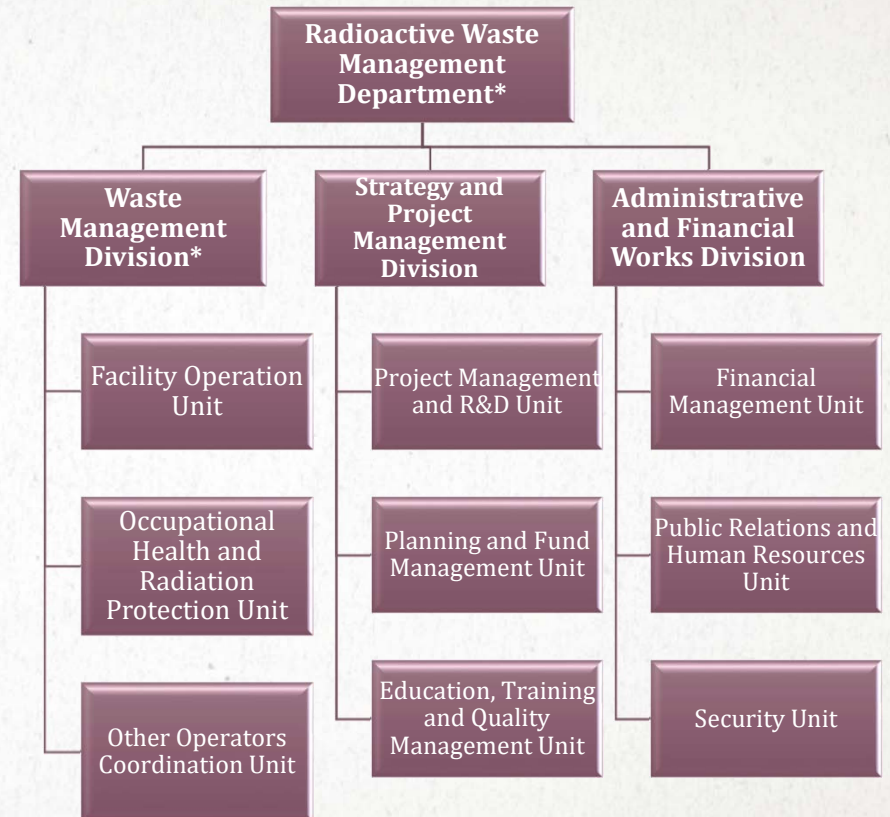 Radioactive Waste
Management
Department*
Waste
Management
Division*
Strategy and
Project
Management
Division
Administrative
and Financial
Works Division
Facility Operation
Unit
Project Management
and R&D Unit
Financial
Management Unit
Occupational
Health and
Radiation
Protection Unit
Planning and Fund
Management Unit
Public Relations and
Human Resources
Unit
Other Operators
Coordination Unit
Education, Training
and Quality
Management Unit
Security Unit